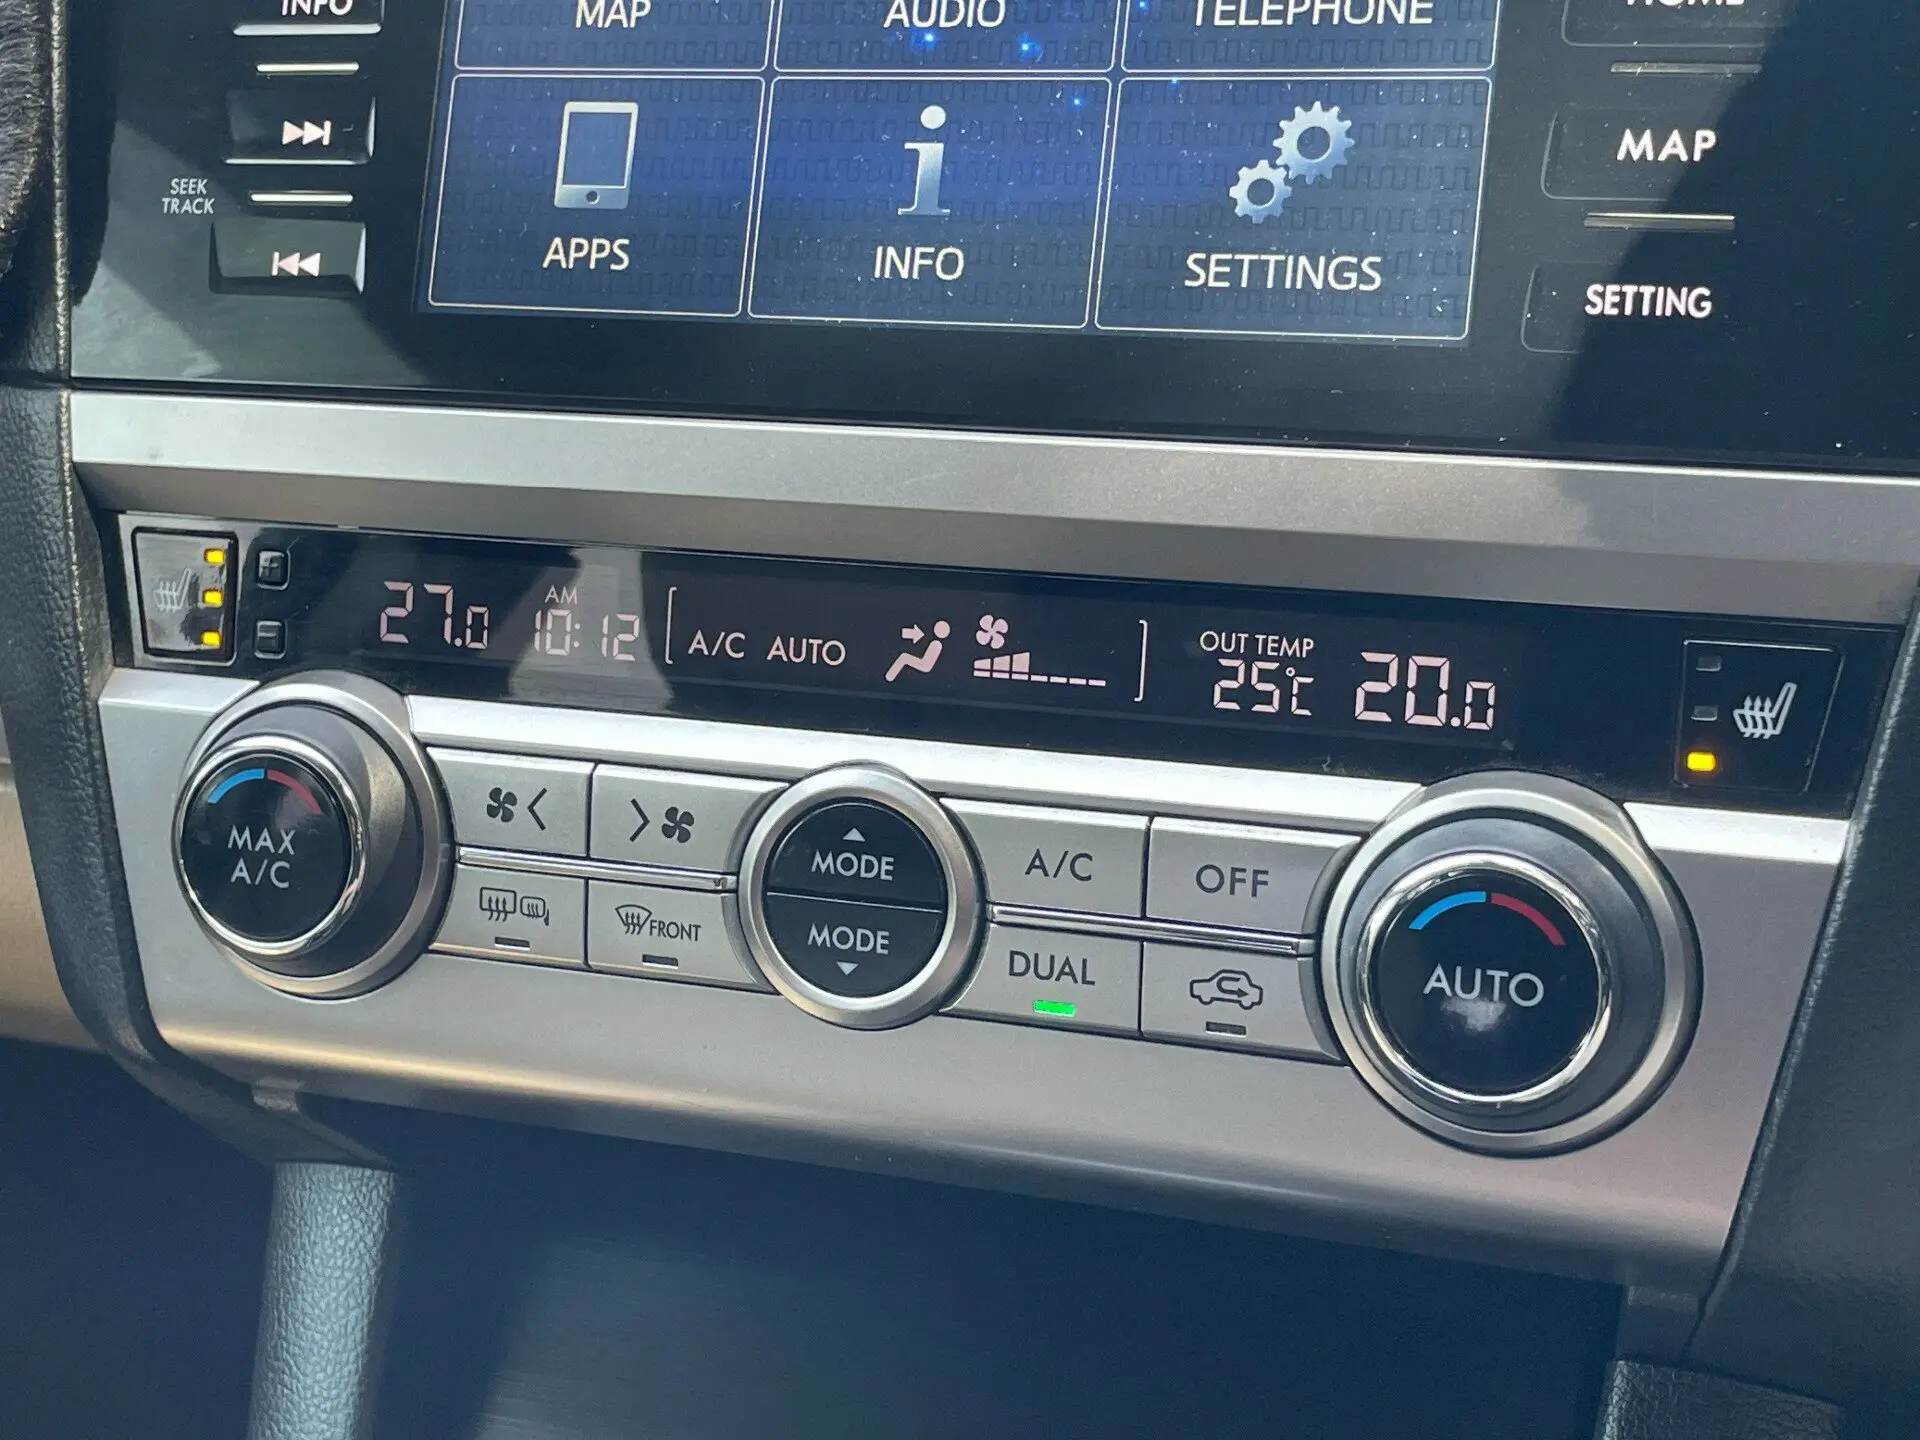 INFO
MAP
AUDIO
TELEPHONE
HOME
SEEK
TRACK
APPS
INFO
SETTINGS
MAP
SETTING
27.0
AM
10:12
A/C AUTO
OUT TEMP
25°C
20.0
MAX
A/C
FRONT
MODE
MODE
A/C
OFF
DUAL
AUTO